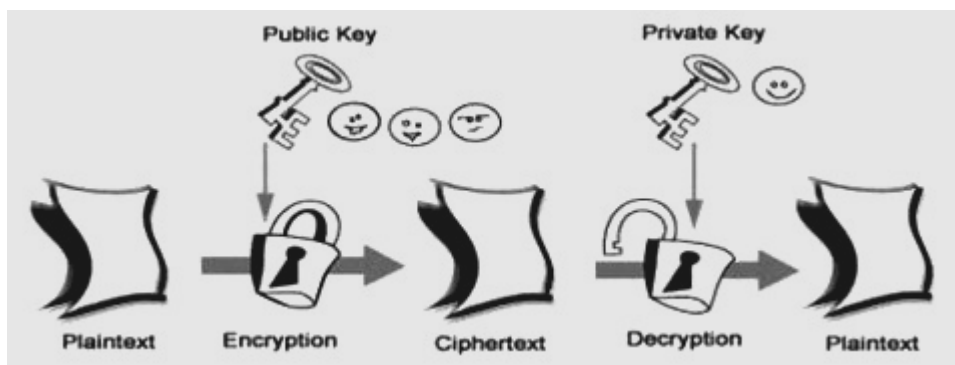 Public Key
Private Key
Plaintext
Encryption
Ciphertext
Decryption
Plaintext